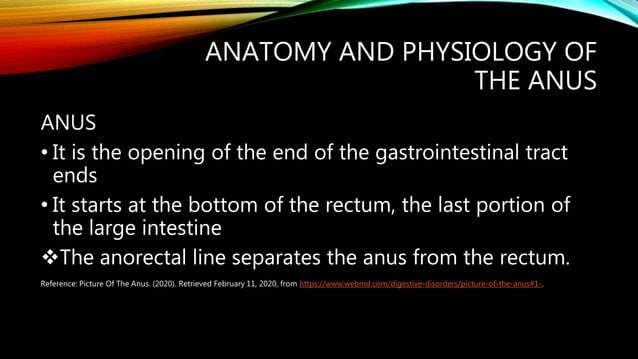 ANATOMY AND PHYSIOLOGY OF
THE ANUS
ANUS
• It is the opening of the end of the gastrointestinal tract
ends
• It starts at the bottom of the rectum, the last portion of
the large intestine
❖The anorectal line separates the anus from the rectum.
Reference: Picture Of The Anus. (2020). Retrieved February 11, 2020, from https://www.webmd.com/digestive-disorders/picture-of-the-anus#1-.